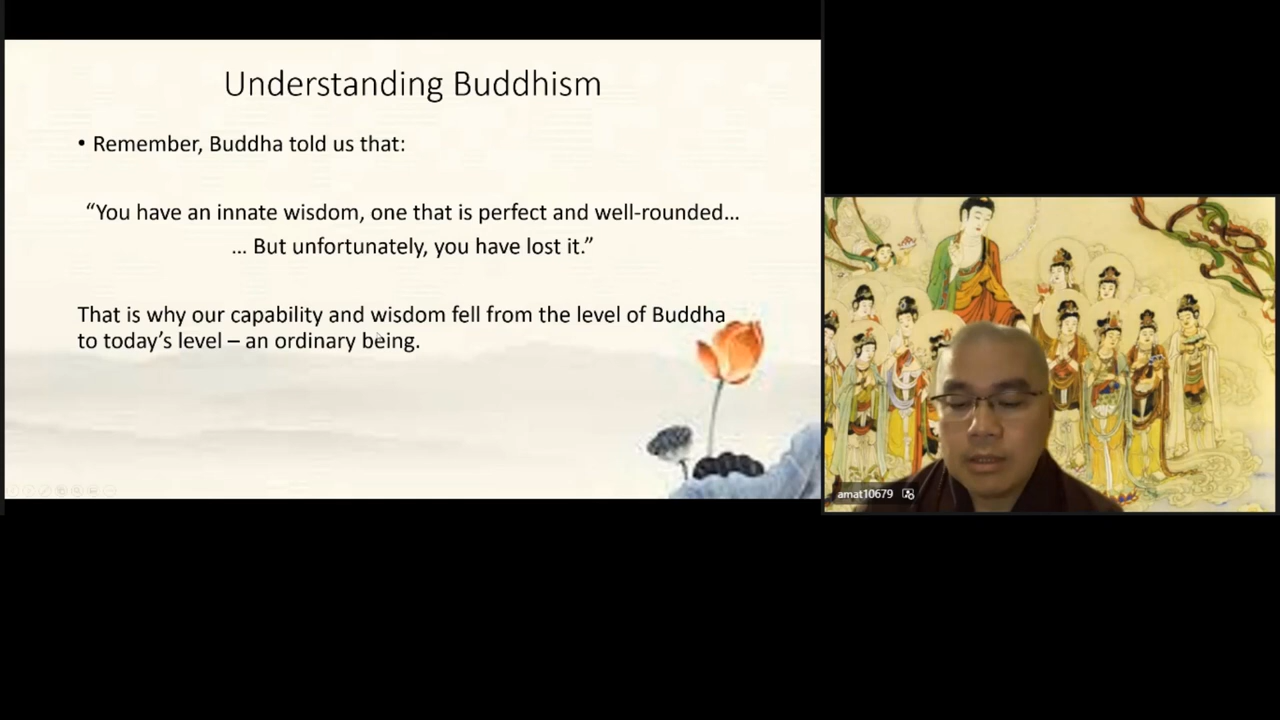 Understanding Buddhism
• Remember, Buddha told us that:
“You have an innate wisdom, one that is perfect and well-rounded…
… But unfortunately, you have lost it.”
That is why our capability and wisdom fell from the level of Buddha
to today’s level – an ordinary being.
amat10679